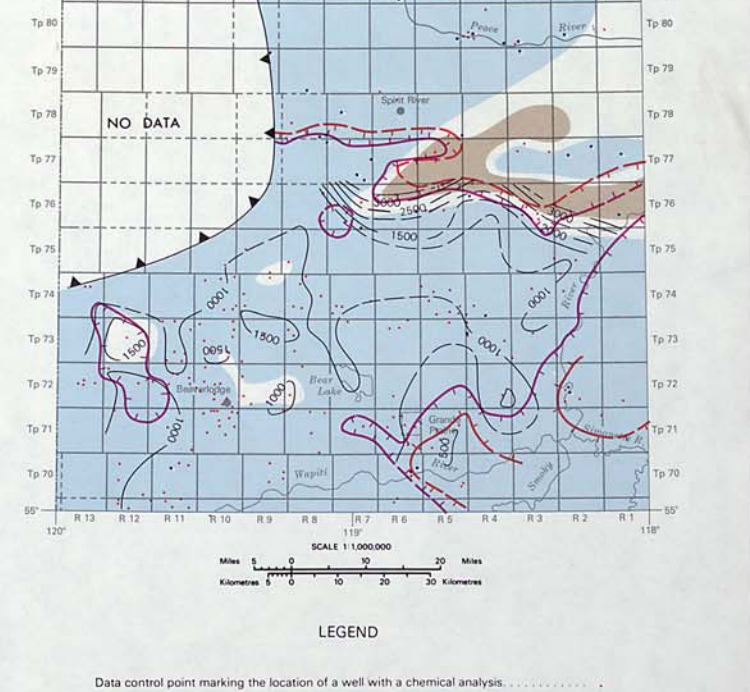 Tp 80 Peace River Tp 80
Tp 79 Tp 79
Tp 78 Spirit River Tp 78
NO DATA
Tp 77 Tp 77
Tp 76 3000 2500 3000 Tp 76
1500
Tp 75 Tp 75
Tp 74 1000 1000 River Tp 74
Tp 73 1500 1500 1500 1000 Tp 73
Tp 72 Beaverlodge 1000 Bear Lake Tp 72
Tp 71 1000 Grande Prairie Simonette R. Tp 71
500
Tp 70 Wapiti River Smoky Tp 70
55° R 13 R 12 R 11 R 10 R 9 R 8 R 7 R 6 R 5 R 4 R 3 R 2 R 1 55°
120° 119° 118°
SCALE 1:1,000,000
Miles 5 0 10 20 Miles
Kilometres 5 0 10 20 30 Kilometres
LEGEND
Data control point marking the location of a well with a chemical analysis. . . . . . . . . . . .